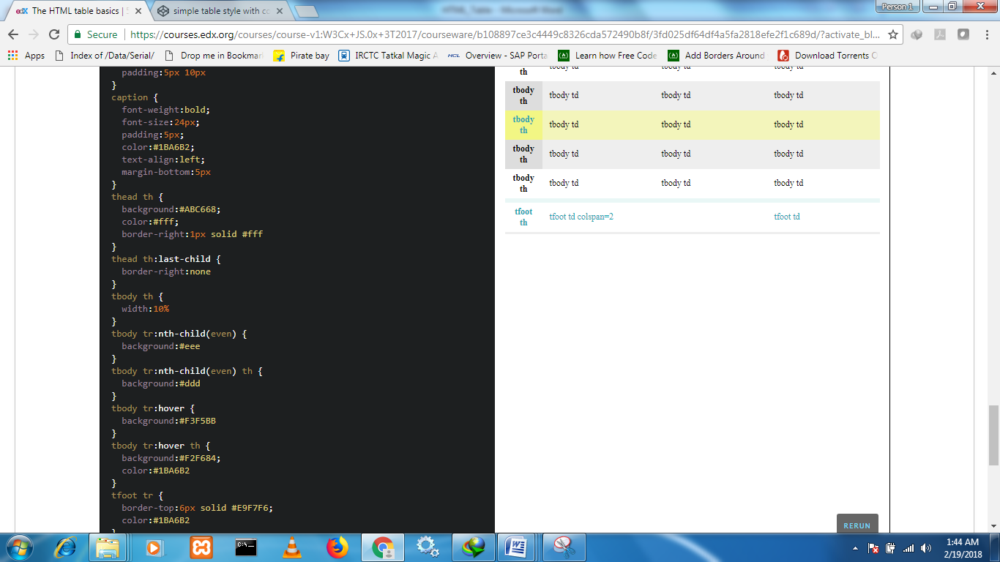 The HTML table basics | S
simple table style with co
HTML_Table - Microsoft Word
Person 1
Secure | https://courses.edx.org/courses/course-v1:W3Cx+JS.0x+3T2017/courseware/b108897ce3c4449c8326cda572490b8f/3fd025df64df4a5fa2818efe2f1c689d/?activate_bl...
Apps Index of /Data/Serial/ Drop me in Bookmar Pirate bay IRCTC Tatkal Magic A HCL Overview - SAP Porta Learn how Free Code Add Borders Around Download Torrents C
padding:5px 10px
}
caption {
font-weight:bold;
font-size:24px;
padding:5px;
color:#1BA6B2;
text-align:left;
margin-bottom:5px
}
thead th {
background:#ABC668;
color:#fff;
border-right:1px solid #fff
}
thead th:last-child {
border-right:none
}
tbody th {
width:10%
}
tbody tr:nth-child(even) {
background:#eee
}
tbody tr:nth-child(even) th {
background:#ddd
}
tbody tr:hover {
background:#F3F5BB
}
tbody tr:hover th {
background:#F2F684;
color:#1BA6B2
}
tfoot tr {
border-top:6px solid #E9F7F6;
color:#1BA6B2
}
th tbody td tbody td tbody td
tbody
th tbody td tbody td tbody td
tbody
th tbody td tbody td tbody td
tbody
th tbody td tbody td tbody td
tbody
th tbody td tbody td tbody td
tfoot
th tfoot td colspan=2 tfoot td
RERUN
C:\.
1:44 AM
2/19/2018